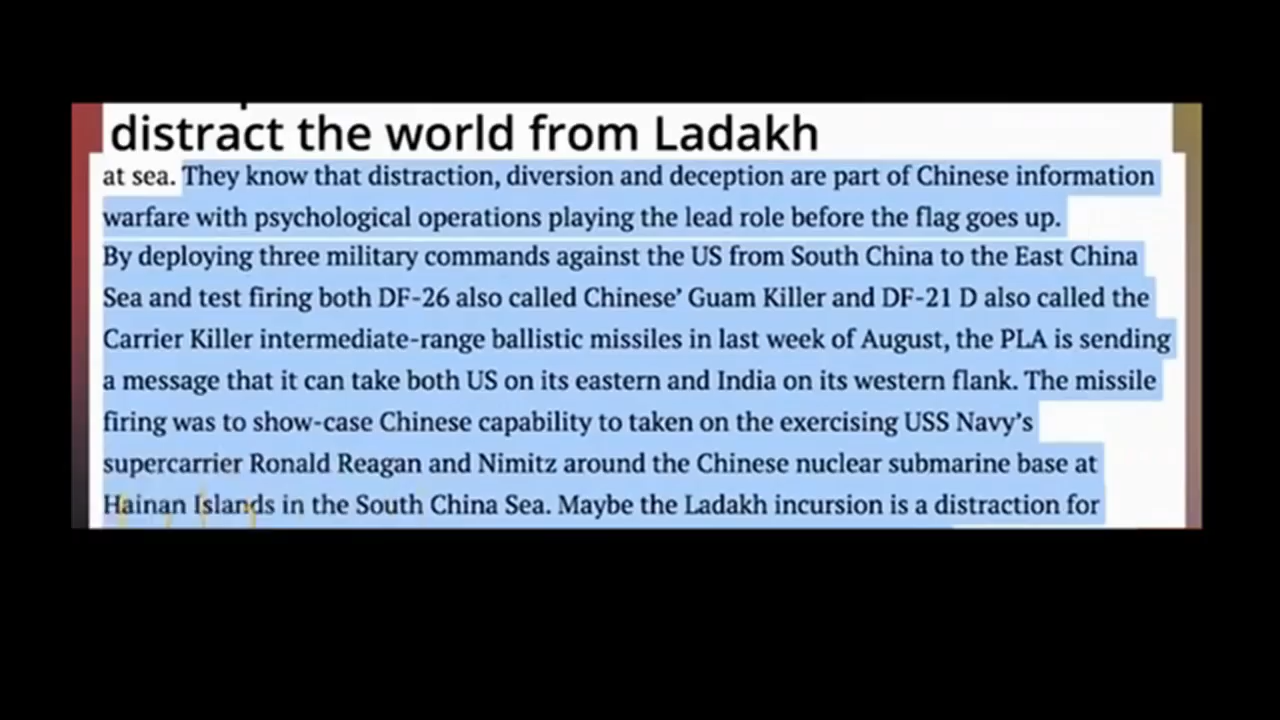 distract the world from Ladakh
at sea. They know that distraction, diversion and deception are part of Chinese information
warfare with psychological operations playing the lead role before the flag goes up.
By deploying three military commands against the US from South China to the East China
Sea and test firing both DF-26 also called Chinese’ Guam Killer and DF-21 D also called the
Carrier Killer intermediate-range ballistic missiles in last week of August, the PLA is sending
a message that it can take both US on its eastern and India on its western flank. The missile
firing was to show-case Chinese capability to taken on the exercising USS Navy’s
supercarrier Ronald Reagan and Nimitz around the Chinese nuclear submarine base at
Hainan Islands in the South China Sea. Maybe the Ladakh incursion is a distraction for